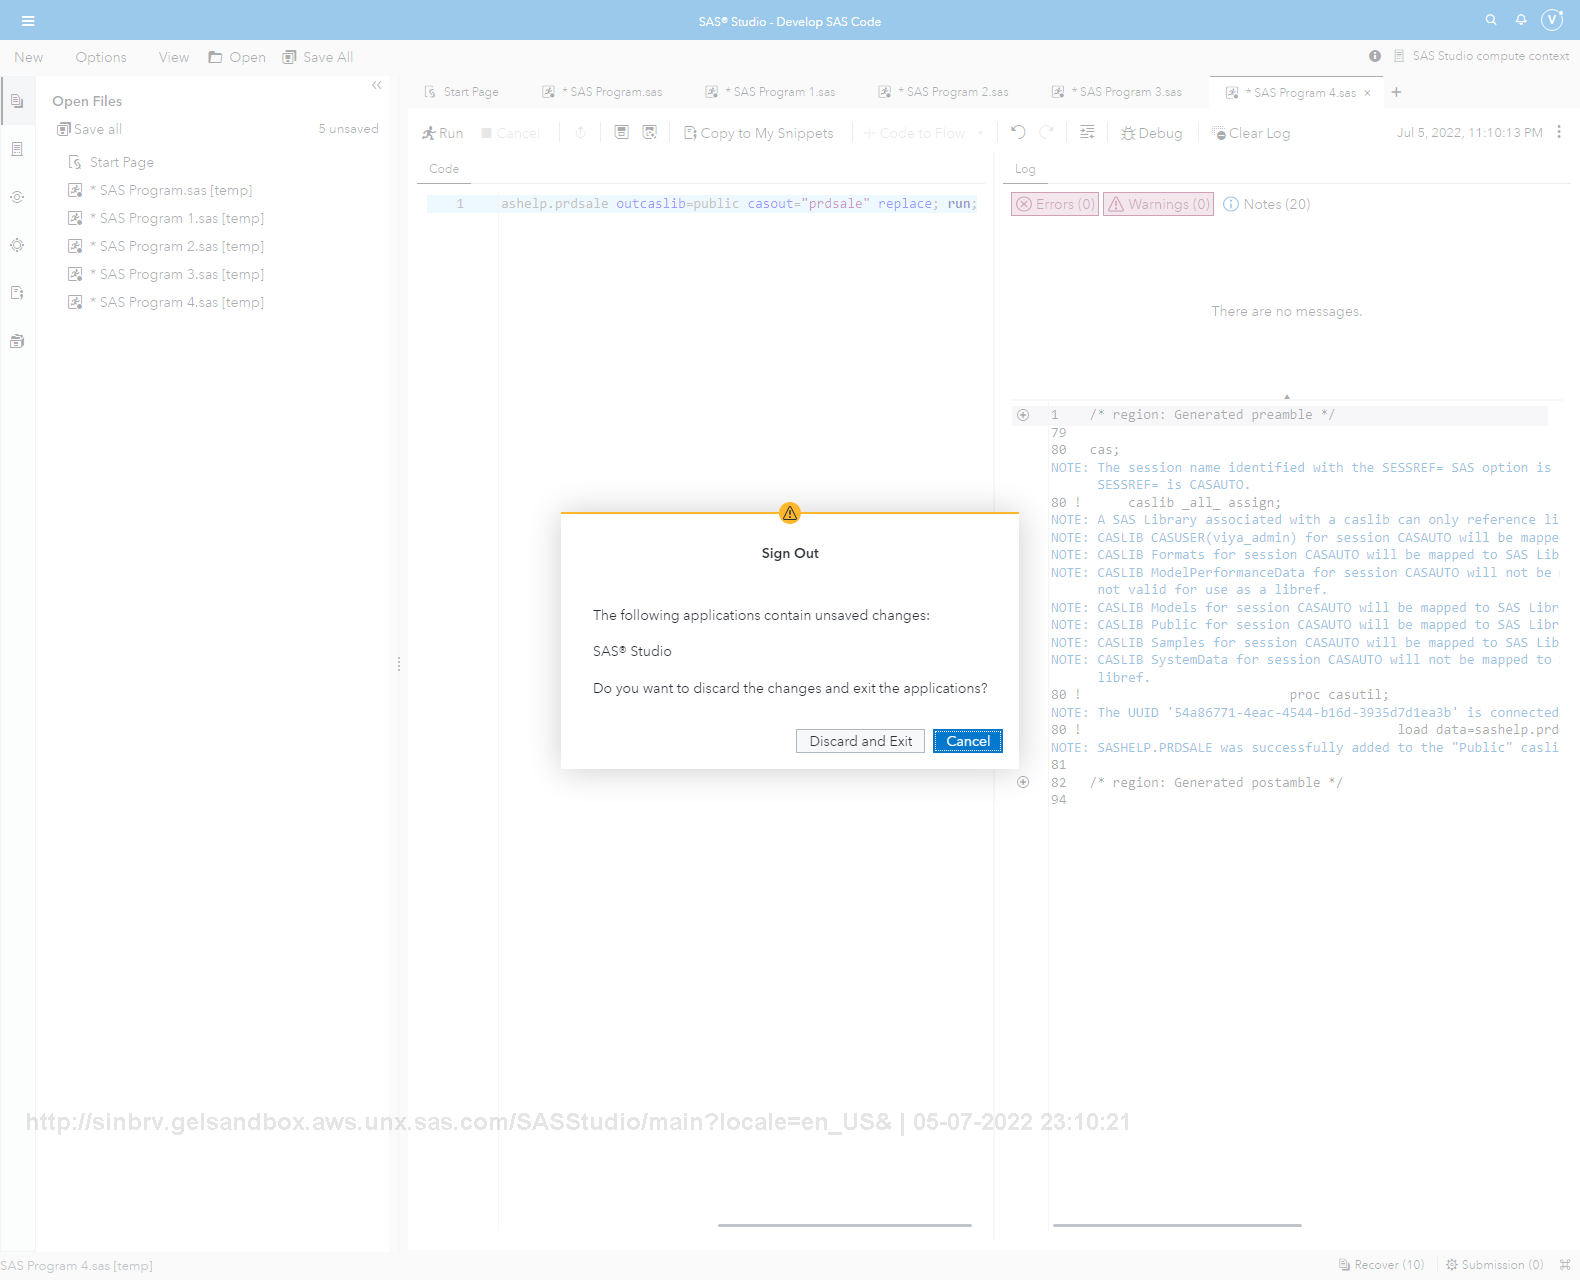 SAS® Studio - Develop SAS Code
V
New Options View Open Save All
SAS Studio compute context
Open Files
Save all 5 unsaved
Start Page
* SAS Program.sas [temp]
* SAS Program 1.sas [temp]
* SAS Program 2.sas [temp]
* SAS Program 3.sas [temp]
* SAS Program 4.sas [temp]
Start Page * SAS Program.sas * SAS Program 1.sas * SAS Program 2.sas * SAS Program 3.sas * SAS Program 4.sas × +
Run Cancel Copy to My Snippets + Code to Flow Debug Clear Log Jul 5, 2022, 11:10:13 PM
Code
1 ashelp.prdsale outcaslib=public casout="prdsale" replace; run;
Log
Errors (0) Warnings (0) Notes (20)
There are no messages.
1 /* region: Generated preamble */
79
80 cas;
NOTE: The session name identified with the SESSREF= SAS option is
SESSREF= is CASAUTO.
80 ! caslib _all_ assign;
NOTE: A SAS Library associated with a caslib can only reference li
NOTE: CASLIB CASUSER(viya_admin) for session CASAUTO will be mappe
NOTE: CASLIB Formats for session CASAUTO will be mapped to SAS Lib
NOTE: CASLIB ModelPerformanceData for session CASAUTO will not be
not valid for use as a libref.
NOTE: CASLIB Models for session CASAUTO will be mapped to SAS Libr
NOTE: CASLIB Public for session CASAUTO will be mapped to SAS Libr
NOTE: CASLIB Samples for session CASAUTO will be mapped to SAS Lib
NOTE: CASLIB SystemData for session CASAUTO will not be mapped to
libref.
80 ! proc casutil;
NOTE: The UUID '54a86771-4eac-4544-b16d-3935d7d1ea3b' is connected
80 ! load data=sashelp.prd
NOTE: SASHELP.PRDSALE was successfully added to the "Public" casli
81
82 /* region: Generated postamble */
94
Sign Out
The following applications contain unsaved changes:
SAS® Studio
Do you want to discard the changes and exit the applications?
Discard and Exit Cancel
http://sinbrv.gelsandbox.aws.unx.sas.com/SASStudio/main?locale=en_US& | 05-07-2022 23:10:21
SAS Program 4.sas [temp]
Recover (10) Submission (0)